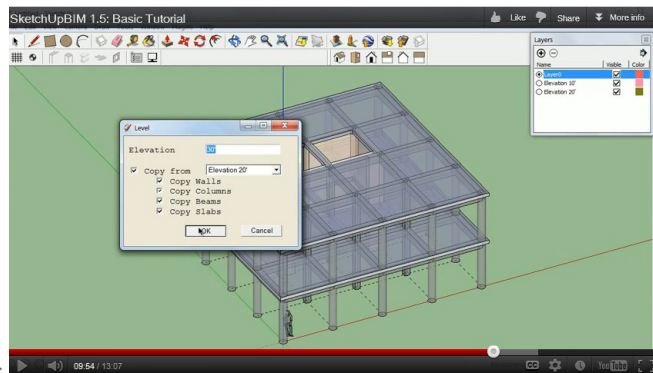 SketchUpBIM 1.5: Basic Tutorial
Like
Share
More info
Layers
Name
Visible
Color
Layer0
Elevation 10'
Elevation 20'
Level
Elevation
30'
Copy from
Elevation 20'
Copy Walls
Copy Columns
Copy Beams
Copy Slabs
OK
Cancel
09:54 / 13:07
CC
YouTube